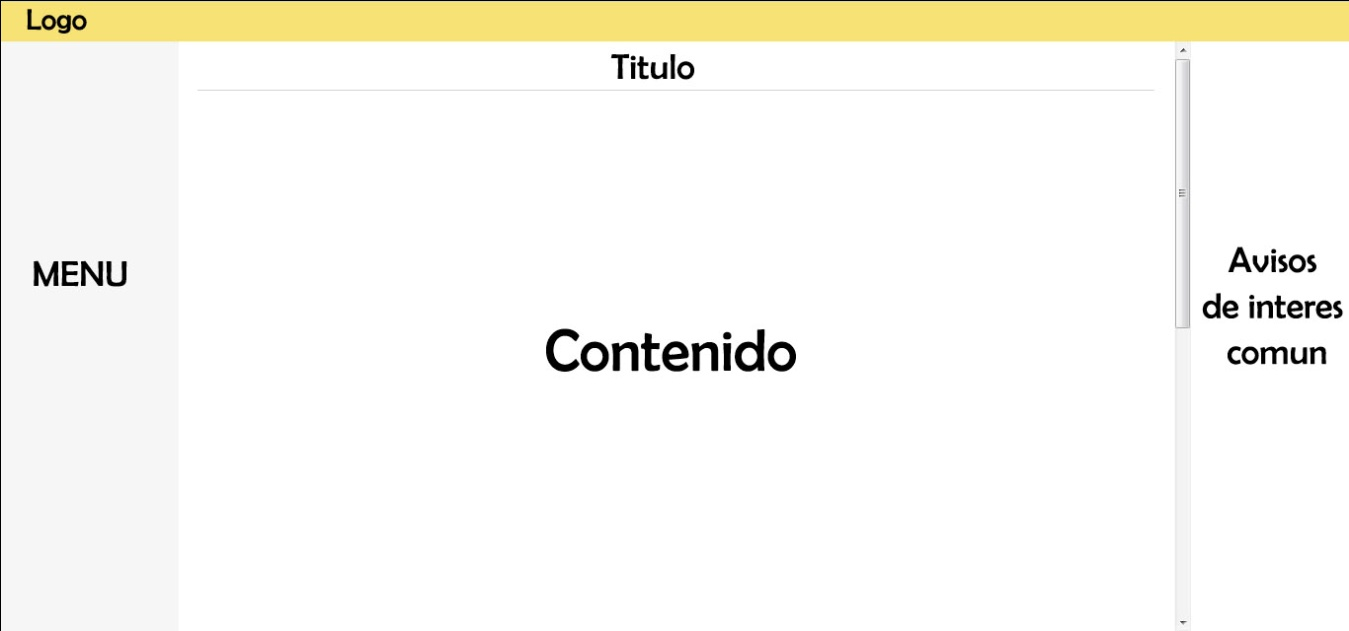 Logo
Titulo
MENU
Contenido
Avisos
de interes
comun